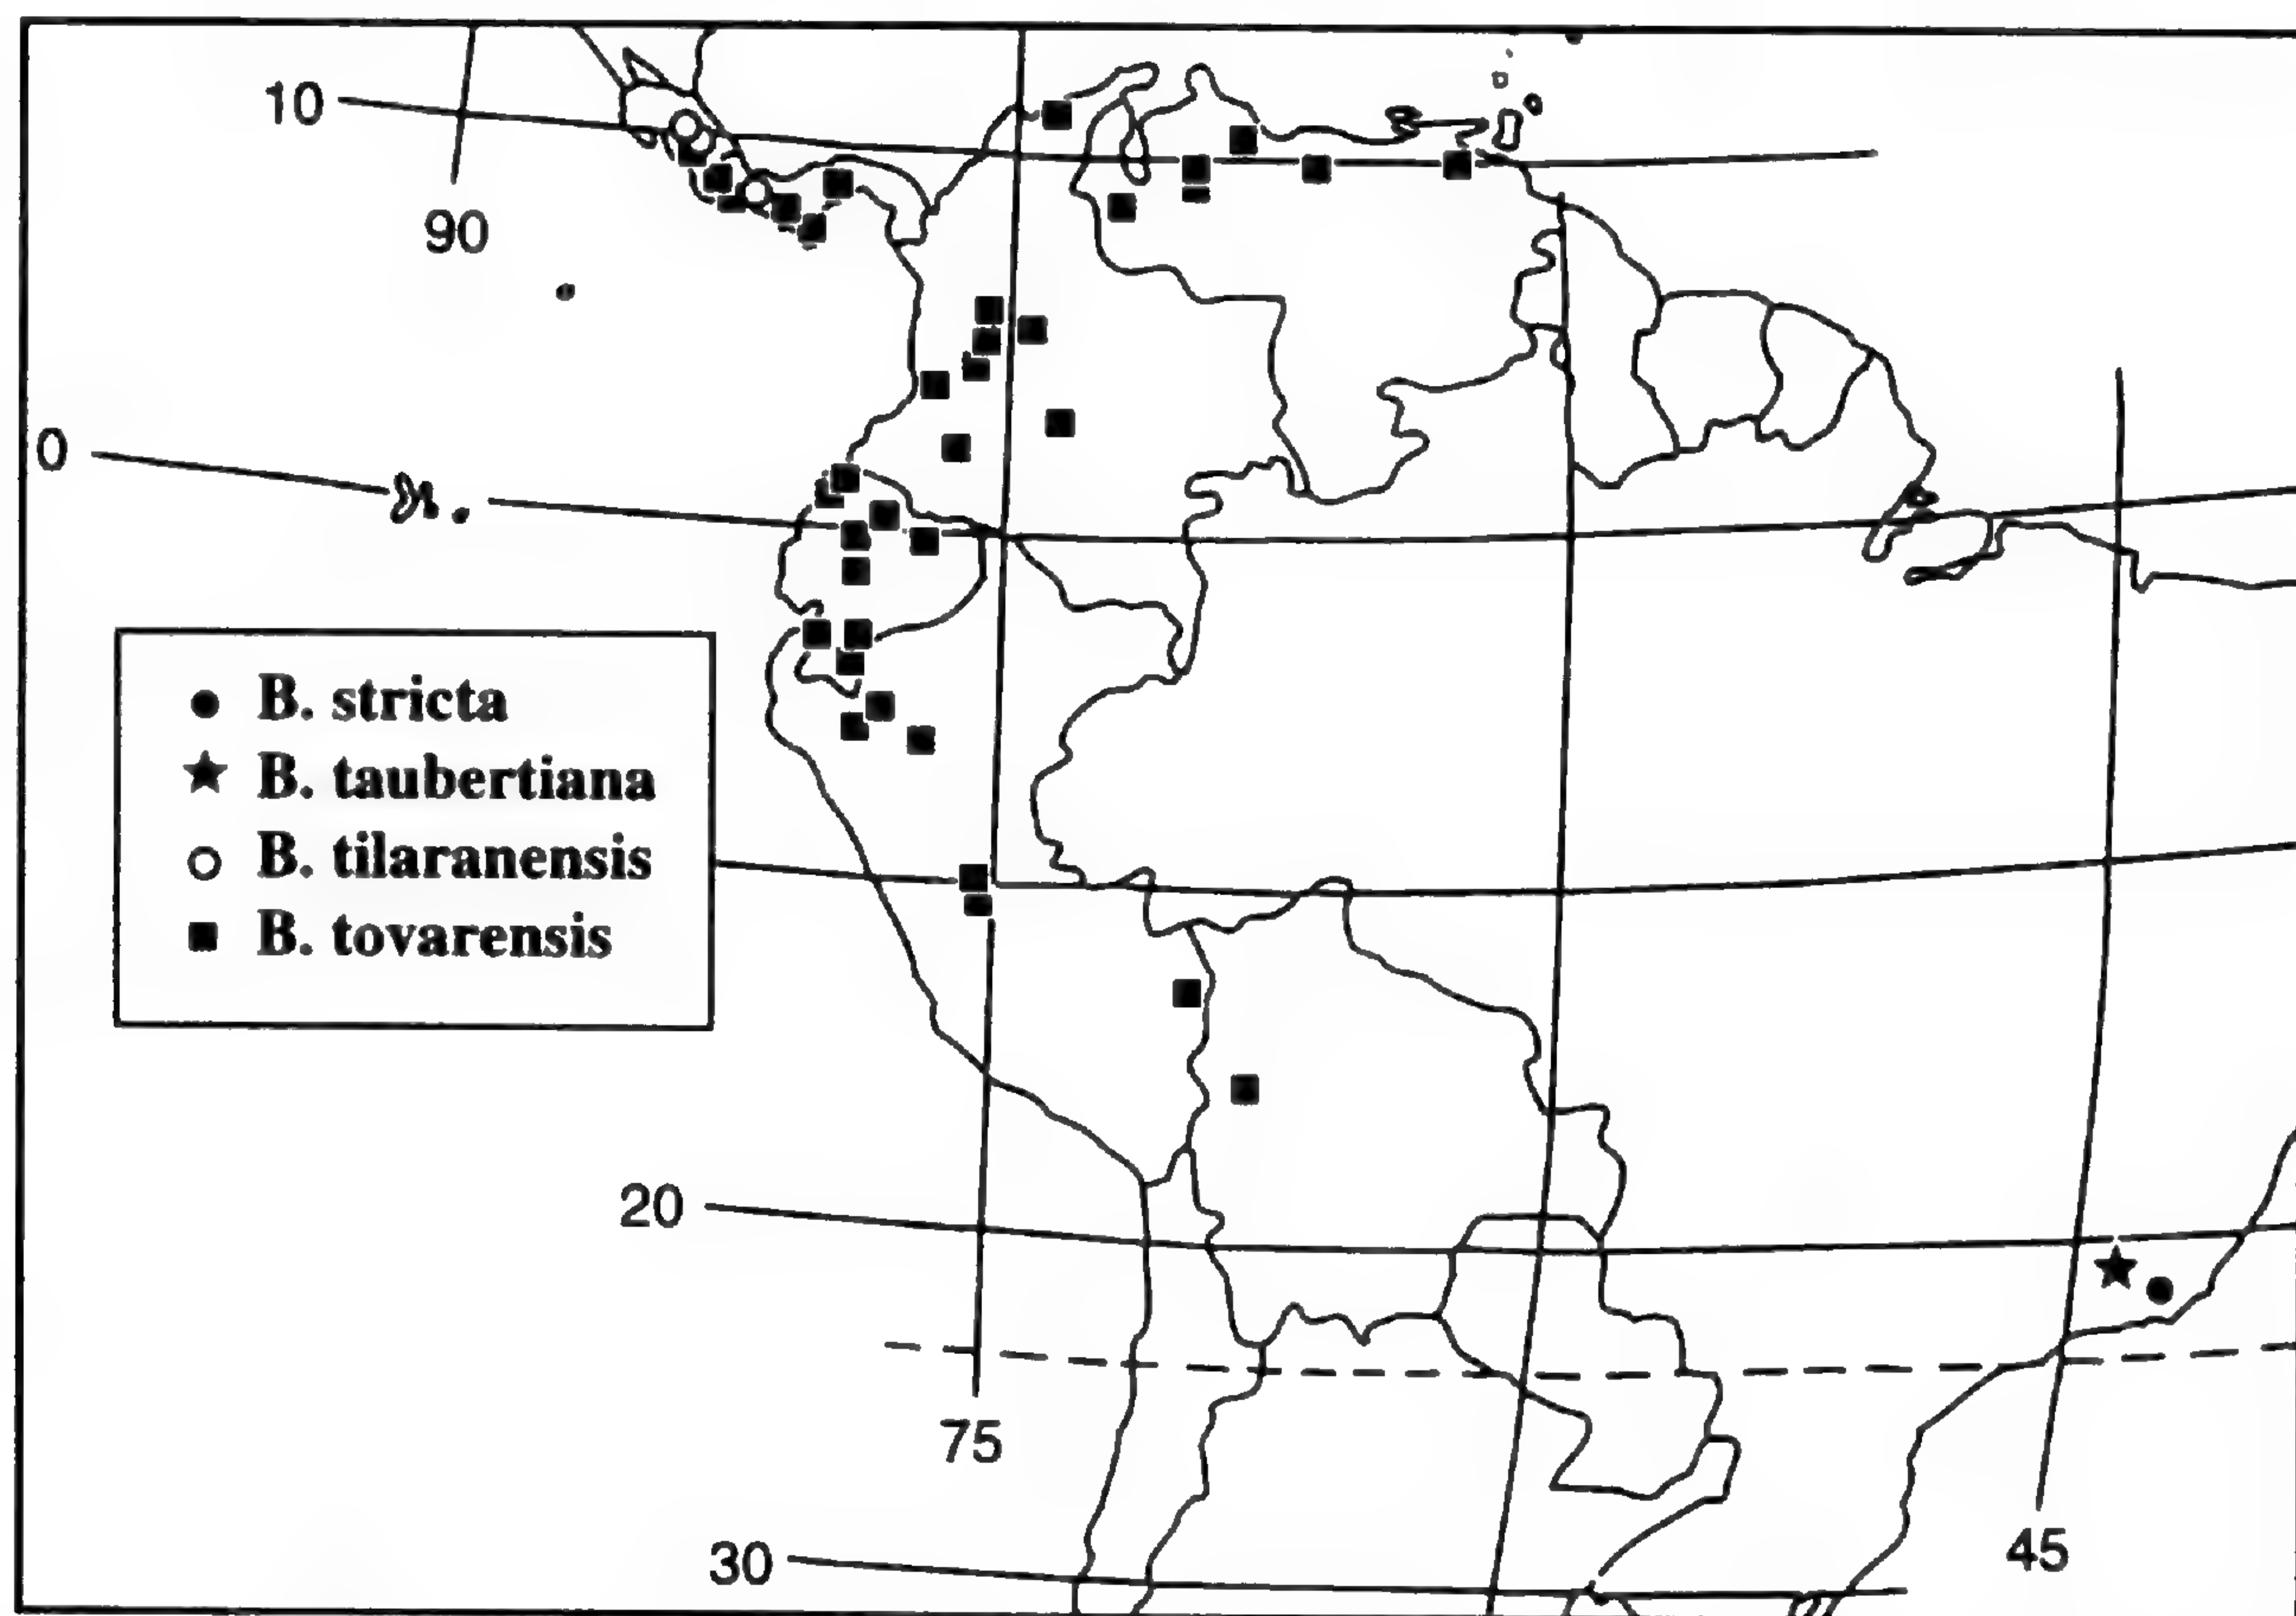 10
90
0
B. stricta
B. taubertiana
B. tilaranensis
B. tovarensis
20
75
45
30